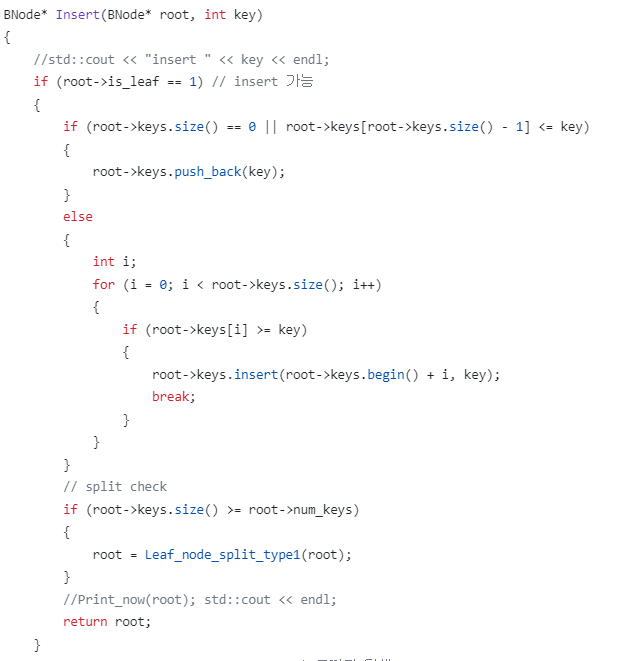 BNode* Insert(BNode* root, int key)
{
    //std::cout << "insert " << key << endl;
    if (root->is_leaf == 1) // insert 가능
    {
        if (root->keys.size() == 0 || root->keys[root->keys.size() - 1] <= key)
        {
            root->keys.push_back(key);
        }
        else
        {
            int i;
            for (i = 0; i < root->keys.size(); i++)
            {
                if (root->keys[i] >= key)
                {
                    root->keys.insert(root->keys.begin() + i, key);
                    break;
                }
            }
        }
        // split check
        if (root->keys.size() >= root->num_keys)
        {
            root = Leaf_node_split_type1(root);
        }
        //Print_now(root); std::cout << endl;
        return root;
    }